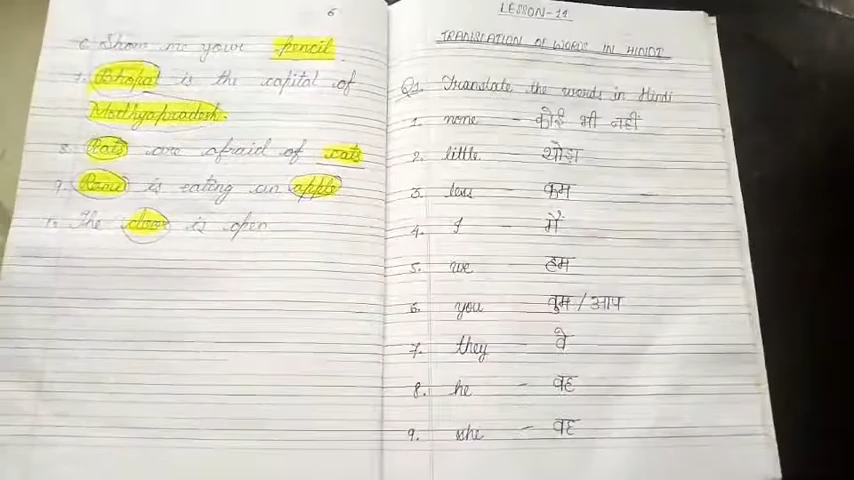 6
6. Show me your pencil
7. Bhopal is the capital of
Madhyapradesh.
8. Rats are afraid of cats
9. Rani is eating an apple
10. The door is open
LESSON-11
TRANSLATION OF WORDS IN HINDI
Q1. Translate the words in Hindi
1. none - कोई भी नहीं
2. little - थोड़ा
3. less - कम
4. I - मैं
5. we - हम
6. you - तुम / आप
7. they - वे
8. he - वह
9. she - वह